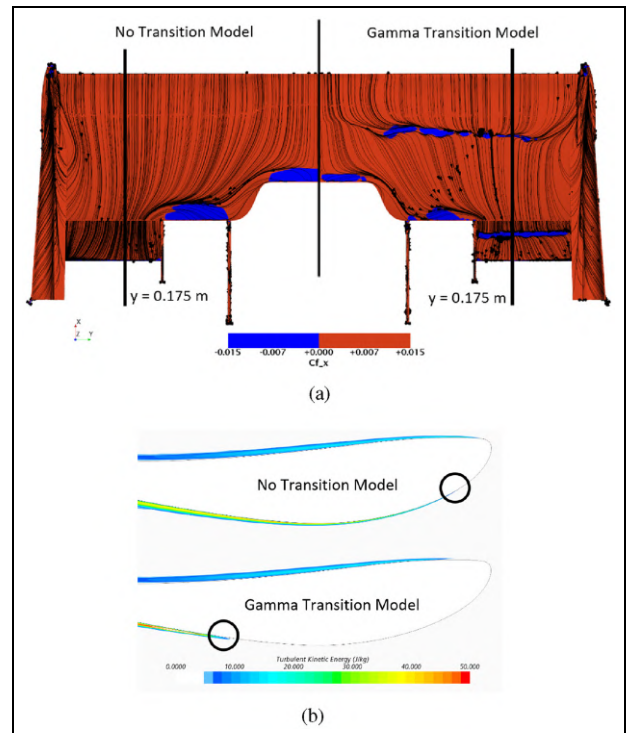 No Transition Model Gamma Transition Model
y = 0.175 m y = 0.175 m
X
Z Y
-0.015 -0.007 +0.000 +0.007 +0.015
Cf_x
(a)
No Transition Model
Gamma Transition Model
Turbulent Kinetic Energy (J/kg)
0.0000 10.000 20.000 30.000 40.000 50.000
(b)